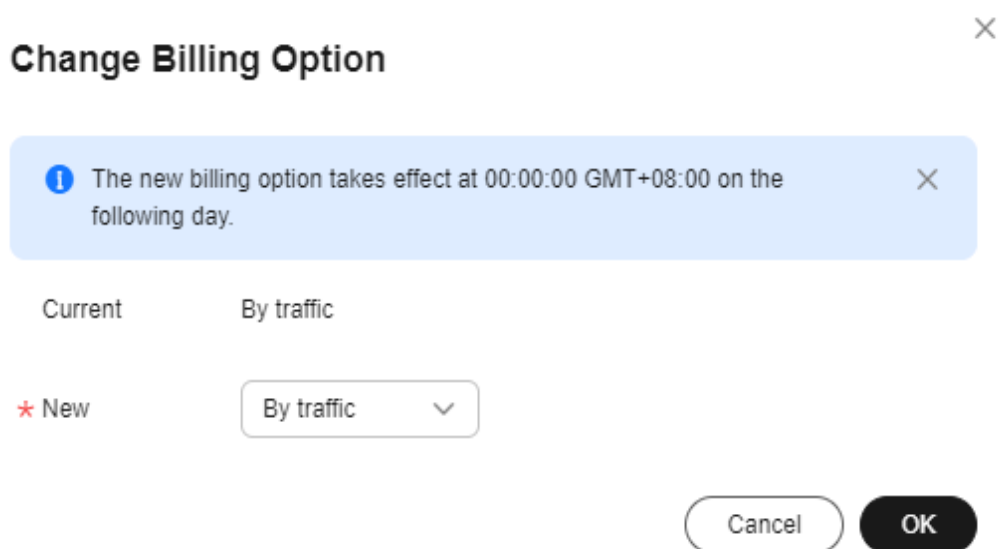 Change Billing Option
The new billing option takes effect at 00:00:00 GMT+08:00 on the
following day.
Current By traffic
* New By traffic
Cancel OK